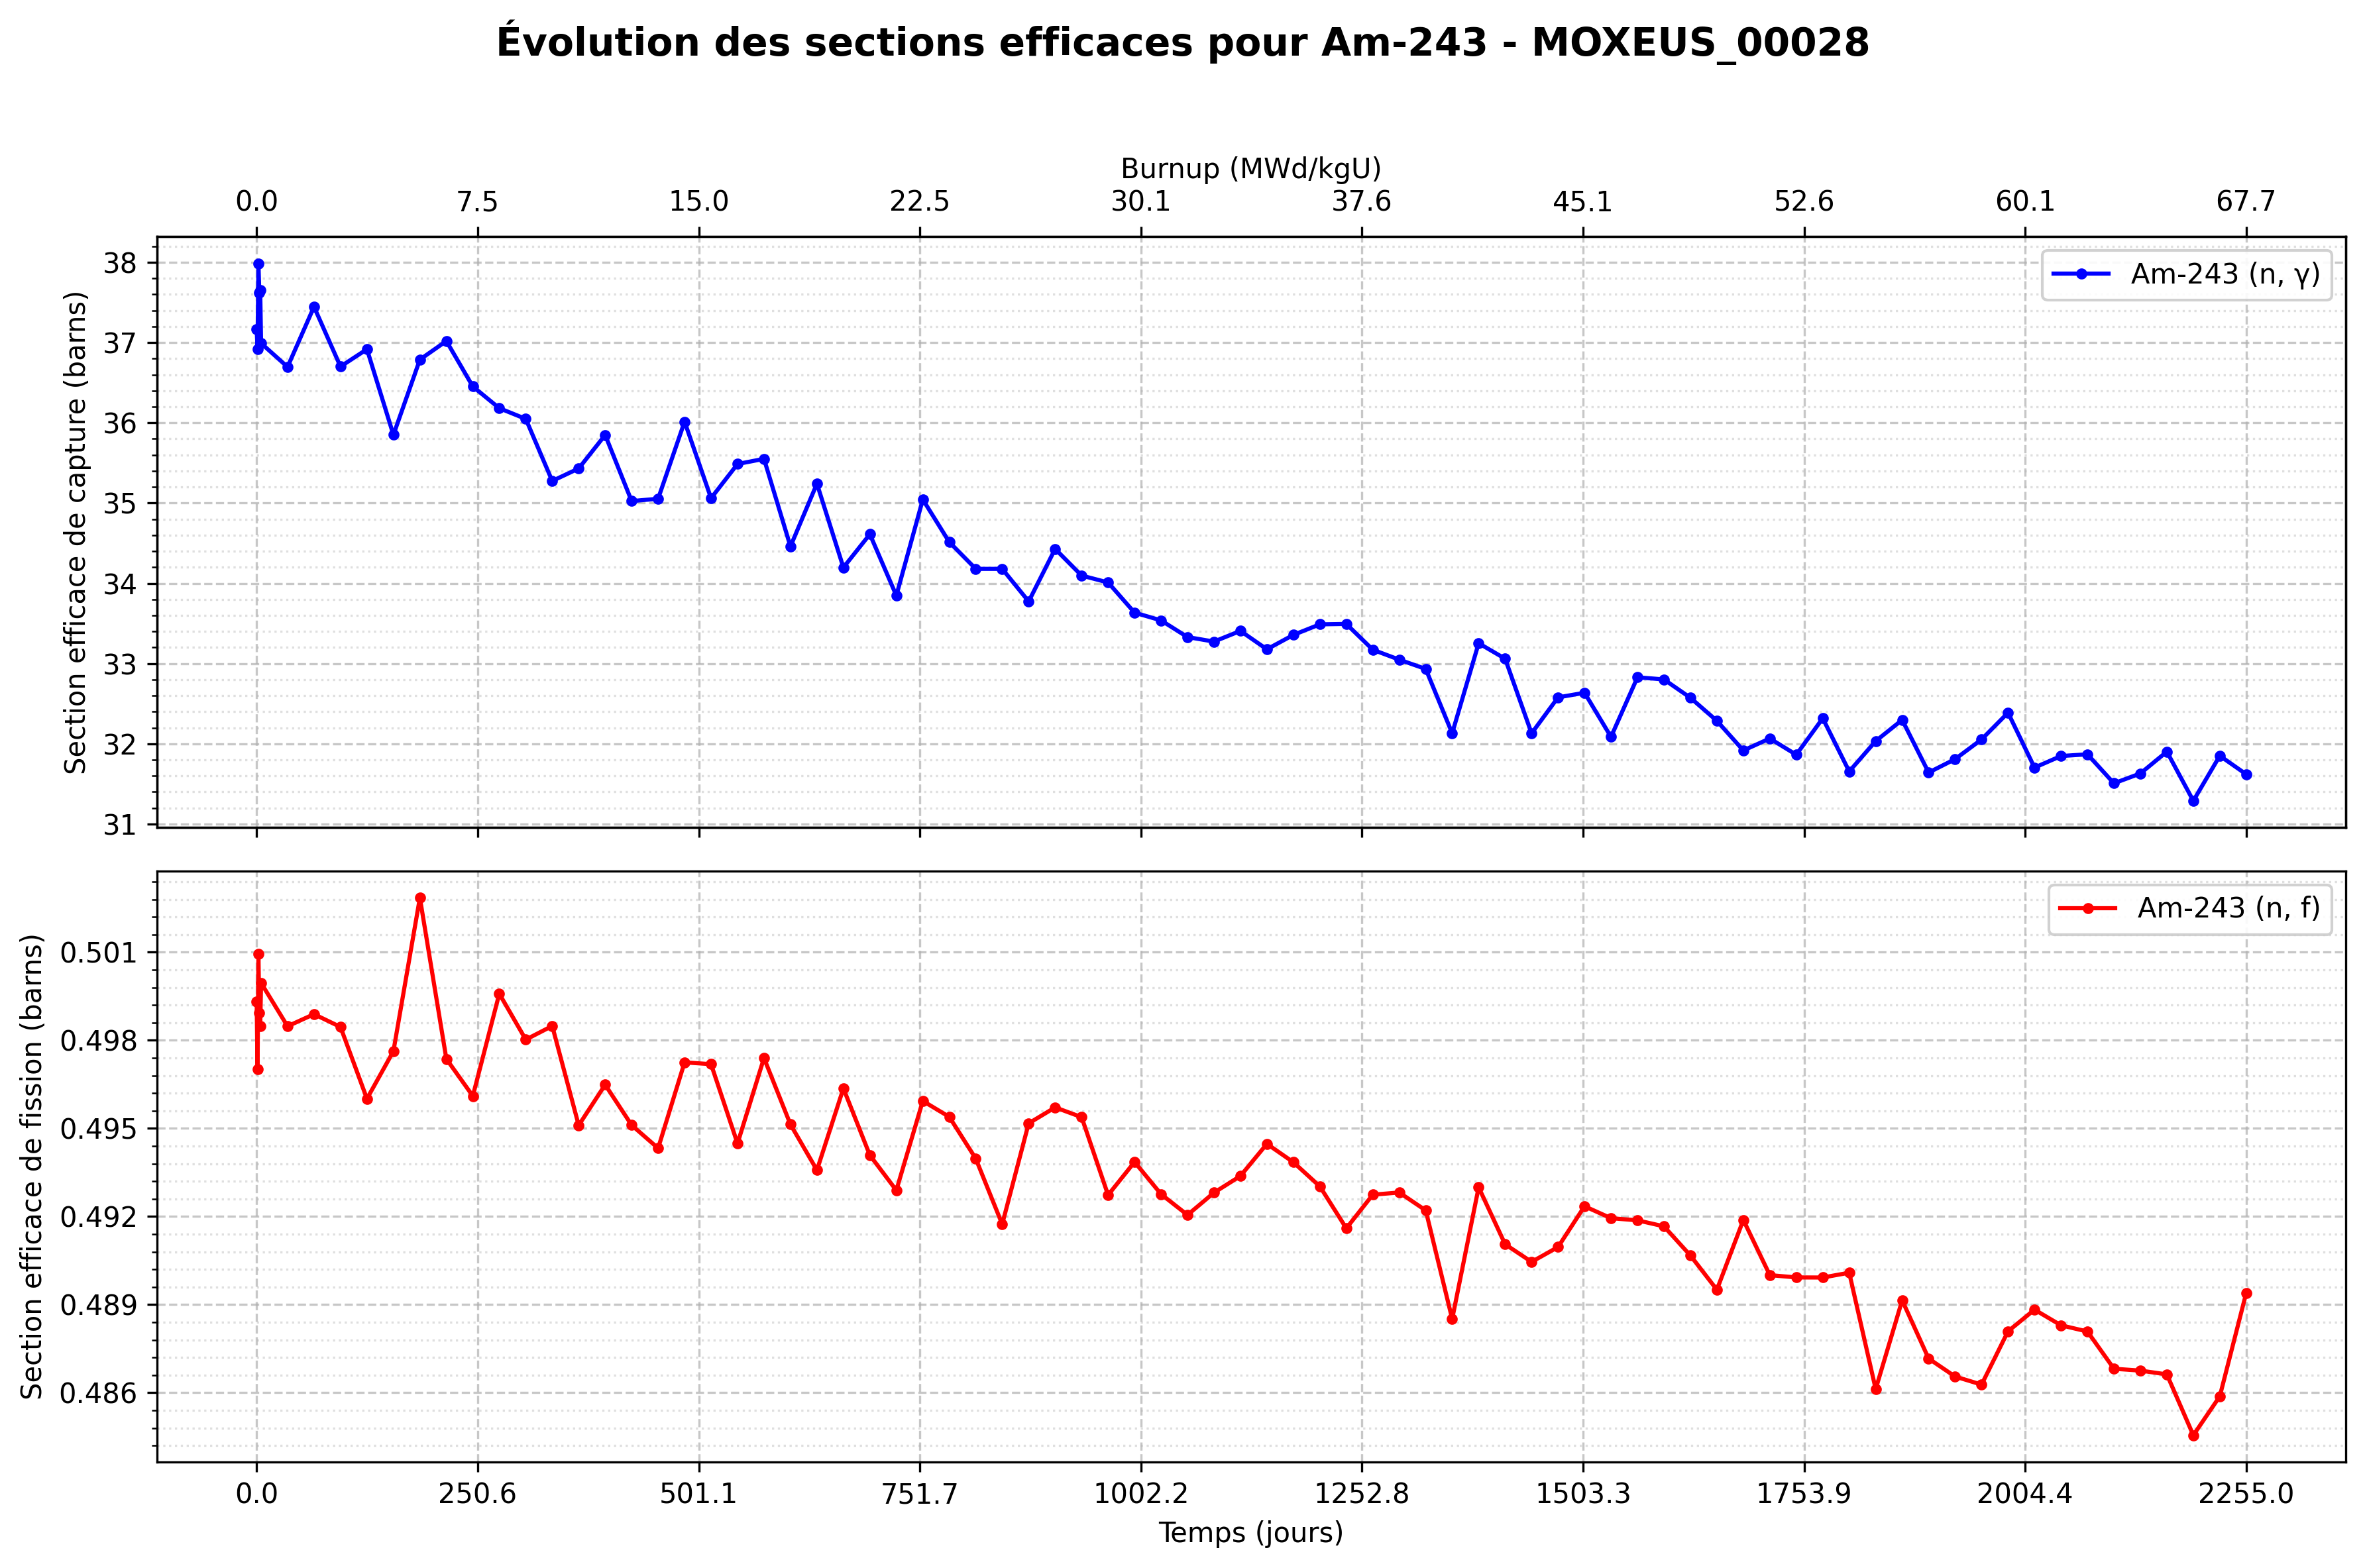 Évolution des sections efficaces pour Am-243 - MOXEUS_00028
Burnup (MWd/kgU)
0.0 7.5 15.0 22.5 30.1 37.6 45.1 52.6 60.1 67.7
Section efficace de capture (barns)
38
37
36
35
34
33
32
31
Am-243 (n, γ)
Section efficace de fission (barns)
0.501
0.498
0.495
0.492
0.489
0.486
Am-243 (n, f)
0.0 250.6 501.1 751.7 1002.2 1252.8 1503.3 1753.9 2004.4 2255.0
Temps (jours)